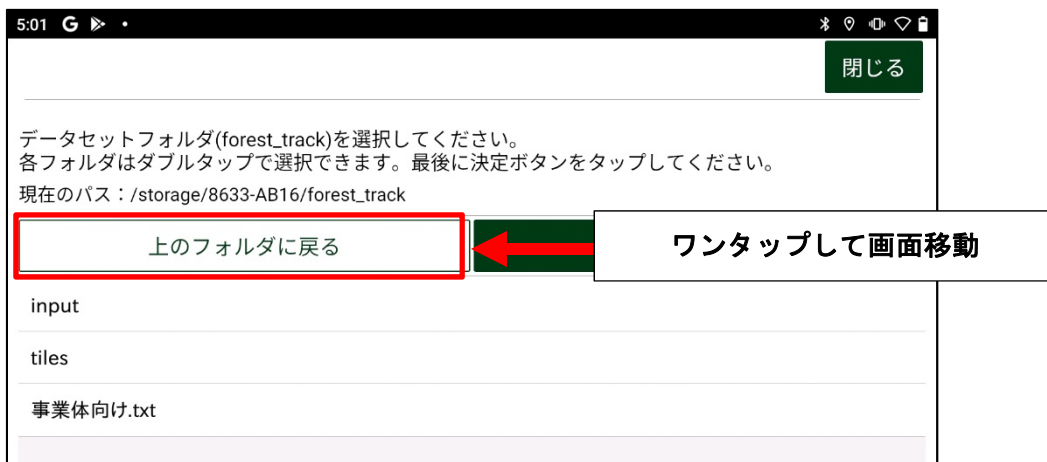 5:01 G
閉じる
データセットフォルダ(forest_track)を選択してください。
各フォルダはダブルタップで選択できます。最後に決定ボタンをタップしてください。
現在のパス：/storage/8633-AB16/forest_track
上のフォルダに戻る
ワンタップして画面移動
input
tiles
事業体向け.txt